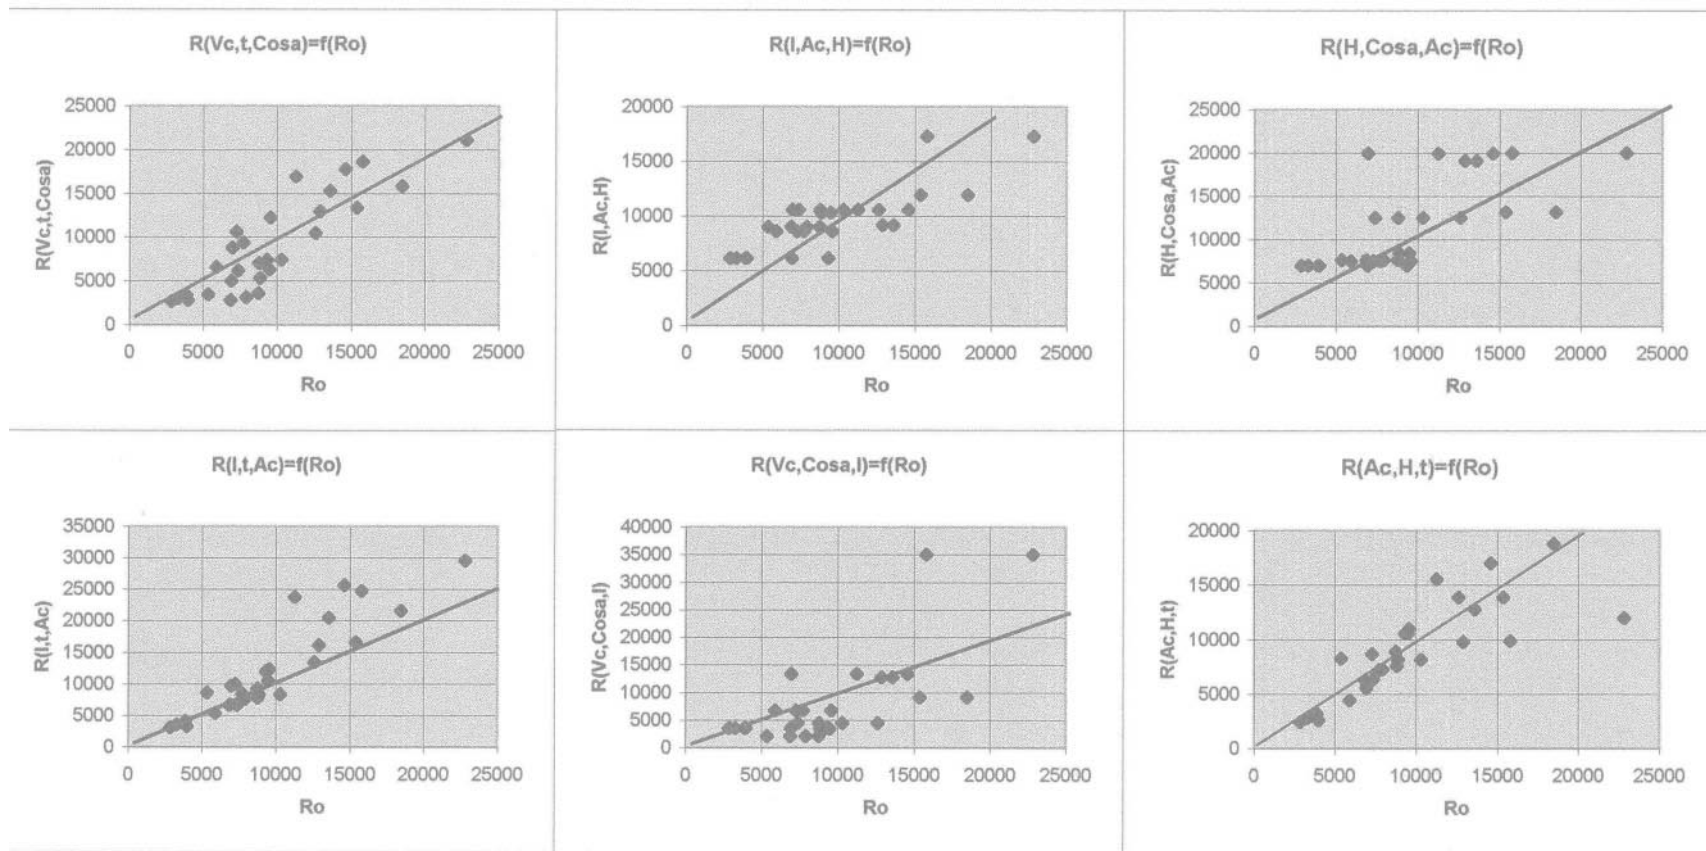 R(Vc,t,Cosa)=f(Ro)
R(Vc,t,Cosa)
25000
20000
15000
10000
5000
0
0 5000 10000 15000 20000 25000
Ro
R(I,Ac,H)=f(Ro)
R(I,Ac,H)
20000
15000
10000
5000
0
0 5000 10000 15000 20000 25000
Ro
R(H,Cosa,Ac)=f(Ro)
R(H,Cosa,Ac)
25000
20000
15000
10000
5000
0
0 5000 10000 15000 20000 25000
Ro
R(I,t,Ac)=f(Ro)
R(I,t,Ac)
35000
30000
25000
20000
15000
10000
5000
0
0 5000 10000 15000 20000 25000
Ro
R(Vc,Cosa,I)=f(Ro)
R(Vc,Cosa,I)
40000
35000
30000
25000
20000
15000
10000
5000
0
0 5000 10000 15000 20000 25000
Ro
R(Ac,H,t)=f(Ro)
R(Ac,H,t)
20000
15000
10000
5000
0
0 5000 10000 15000 20000 25000
Ro